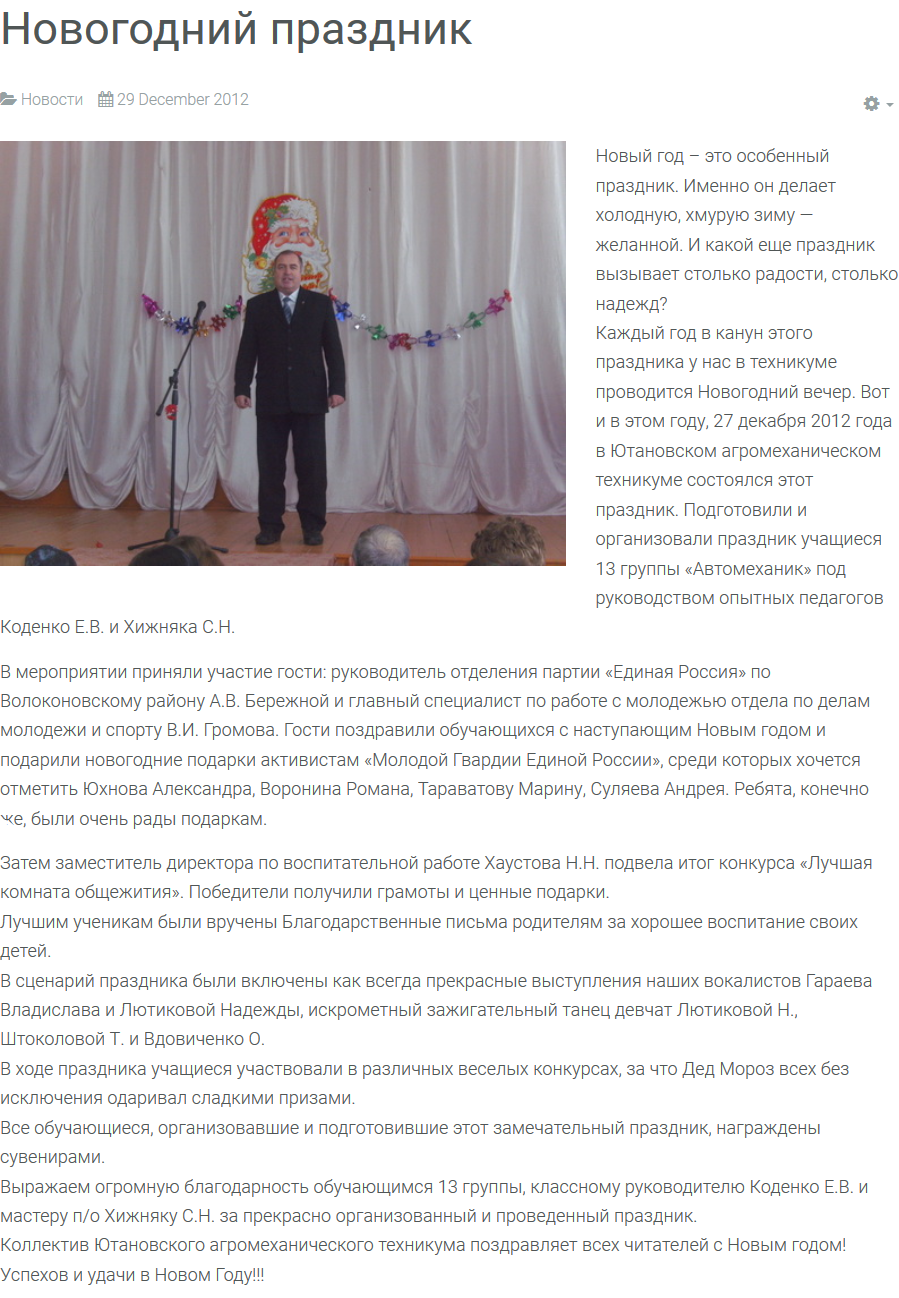 Новогодний праздник
Новости 29 December 2012
Новый год – это особенный
праздник. Именно он делает
холодную, хмурую зиму —
желанной. И какой еще праздник
вызывает столько радости, столько
надежд?
Каждый год в канун этого
праздника у нас в техникуме
проводится Новогодний вечер. Вот
и в этом году, 27 декабря 2012 года
в Ютановском агромеханическом
техникуме состоялся этот
праздник. Подготовили и
организовали праздник учащиеся
13 группы «Автомеханик» под
руководством опытных педагогов
Коденко Е.В. и Хижняка С.Н.
В мероприятии приняли участие гости: руководитель отделения партии «Единая Россия» по
Волоконовскому району А.В. Бережной и главный специалист по работе с молодежью отдела по делам
молодежи и спорту В.И. Громова. Гости поздравили обучающихся с наступающим Новым годом и
подарили новогодние подарки активистам «Молодой Гвардии Единой России», среди которых хочется
отметить Юхнова Александра, Воронина Романа, Тараватову Марину, Суляева Андрея. Ребята, конечно
же, были очень рады подаркам.
Затем заместитель директора по воспитательной работе Хаустова Н.Н. подвела итог конкурса «Лучшая
комната общежития». Победители получили грамоты и ценные подарки.
Лучшим ученикам были вручены Благодарственные письма родителям за хорошее воспитание своих
детей.
В сценарий праздника были включены как всегда прекрасные выступления наших вокалистов Гараева
Владислава и Лютиковой Надежды, искрометный зажигательный танец девчат Лютиковой Н.,
Штоколовой Т. и Вдовиченко О.
В ходе праздника учащиеся участвовали в различных веселых конкурсах, за что Дед Мороз всех без
исключения одаривал сладкими призами.
Все обучающиеся, организовавшие и подготовившие этот замечательный праздник, награждены
сувенирами.
Выражаем огромную благодарность обучающимся 13 группы, классному руководителю Коденко Е.В. и
мастеру п/о Хижняку С.Н. за прекрасно организованный и проведенный праздник.
Коллектив Ютановского агромеханического техникума поздравляет всех читателей с Новым годом!
Успехов и удачи в Новом Году!!!